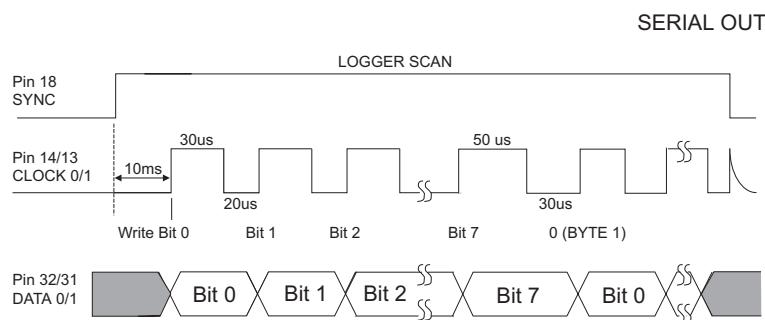 SERIAL OUT
LOGGER SCAN
Pin 18
SYNC
30us
50 us
Pin 14/13
CLOCK 0/1
10ms
20us
30us
Write Bit 0
Bit 1
Bit 2
Bit 7
0 (BYTE 1)
Pin 32/31
DATA 0/1
Bit 0
Bit 1
Bit 2
Bit 7
Bit 0